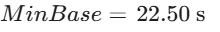 MinBase = 22.50 s